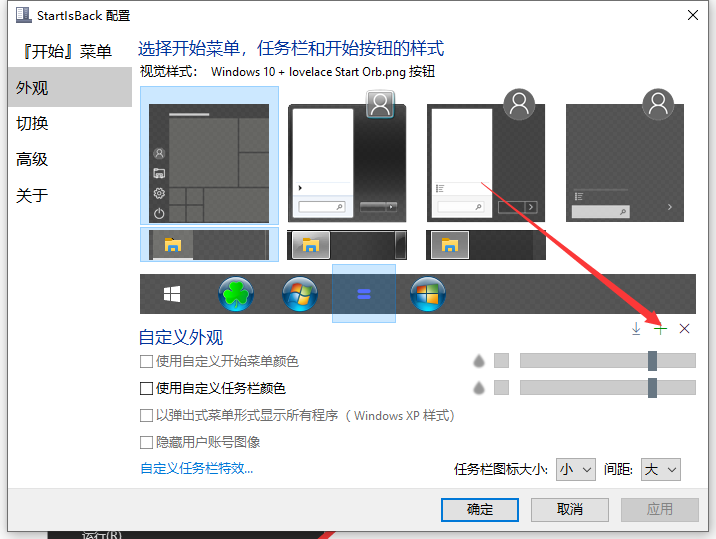 StartIsBack 配置
『开始』菜单
外观
切换
高级
关于
选择开始菜单，任务栏和开始按钮的样式
视觉样式： Windows 10 + lovelace Start Orb.png 按钮
自定义外观
使用自定义开始菜单颜色
使用自定义任务栏颜色
以弹出式菜单形式显示所有程序（ Windows XP 样式）
隐藏用户账号图像
自定义任务栏特效...
任务栏图标大小: 小 间距: 大
确定 取消 应用
运行(R)